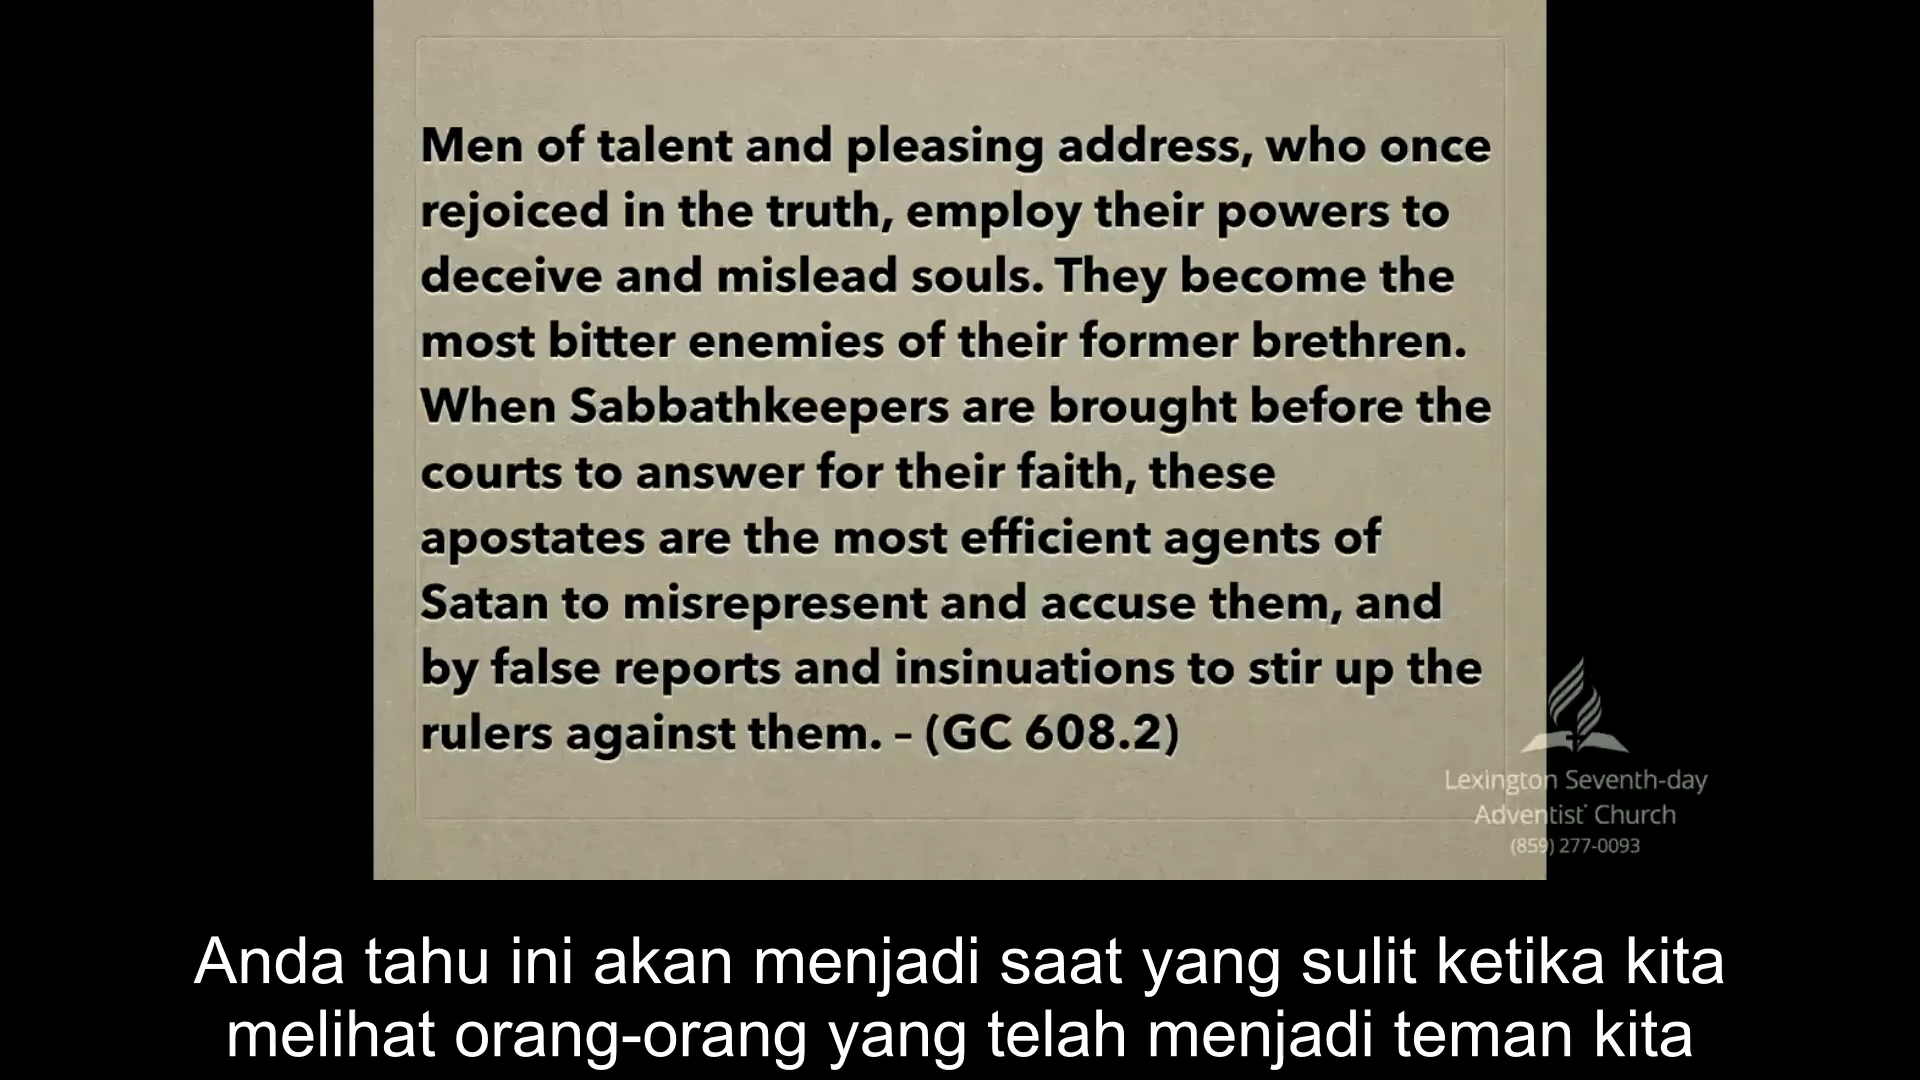 Men of talent and pleasing address, who once
rejoiced in the truth, employ their powers to
deceive and mislead souls. They become the
most bitter enemies of their former brethren.
When Sabbathkeepers are brought before the
courts to answer for their faith, these
apostates are the most efficient agents of
Satan to misrepresent and accuse them, and
by false reports and insinuations to stir up the
rulers against them. – (GC 608.2)
Lexington Seventh-day
Adventist Church
(859) 277-0093
Anda tahu ini akan menjadi saat yang sulit ketika kita
melihat orang-orang yang telah menjadi teman kita